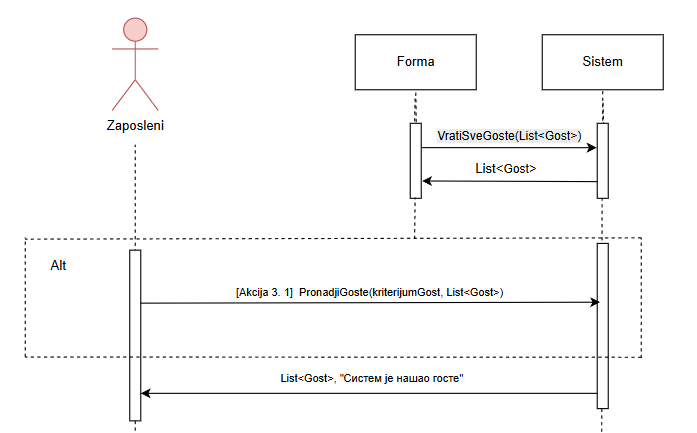 Forma
Sistem
Zaposleni
VratiSveGoste(List<Gost>)
List<Gost>
Alt
[Akcija 3. 1] PronadjiGoste(kriterijumGost, List<Gost>)
List<Gost>, "Систем је нашао госте"